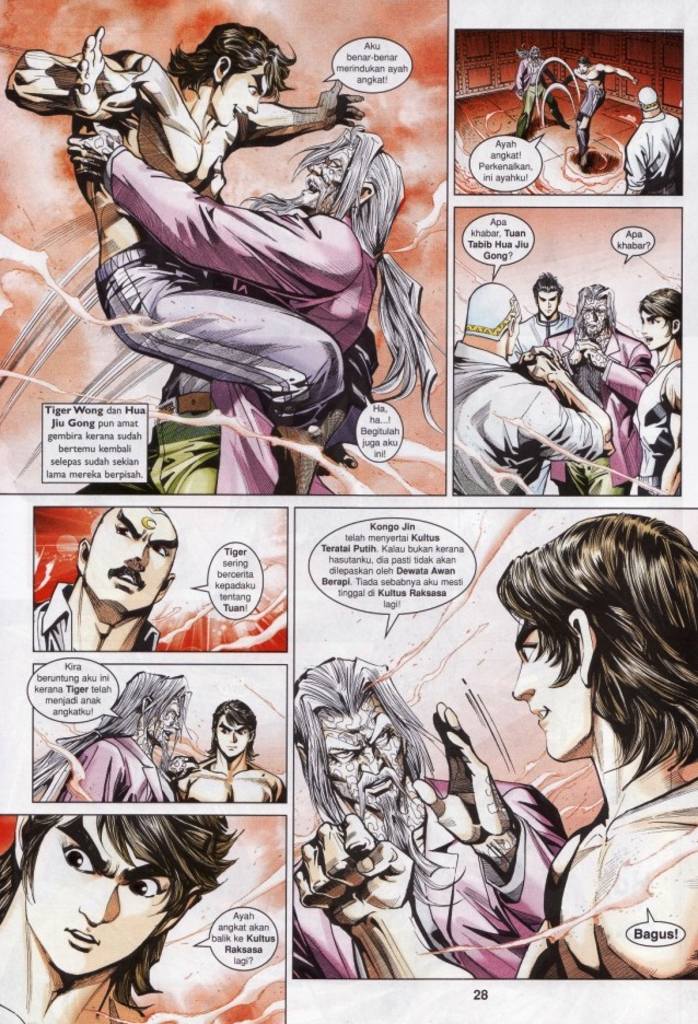 Aku
benar-benar
merindukan ayah
angkat!
Tiger Wong dan Hua
Jiu Gong pun amat
gembira kerana sudah
bertemu kembali
selepas sudah sekian
lama mereka berpisah.
Ha,
ha...!
Begitulah
juga aku
ini!
Ayah
angkat!
Perkenalkan,
ini ayahku!
Apa
khabar, Tuan
Tabib Hua Jiu
Gong?
Apa
khabar?
Tiger
sering
bercerita
kepadaku
tentang
Tuan!
Kira
beruntung aku ini
kerana Tiger telah
menjadi anak
angkatku!
Ayah
angkat akan
balik ke Kultus
Raksasa
lagi?
Kongo Jin
telah menyertai Kultus
Teratai Putih. Kalau bukan kerana
hasutanku, dia pasti tidak akan
dilepaskan oleh Dewata Awan
Berapi. Tiada sebabnya aku mesti
tinggal di Kultus Raksasa
lagi!
Bagus!
28